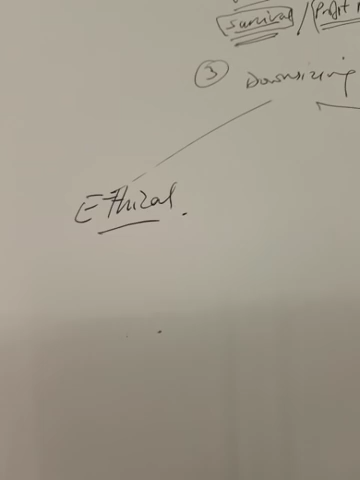 survival / Profit
③ Downsizing
Ethical.